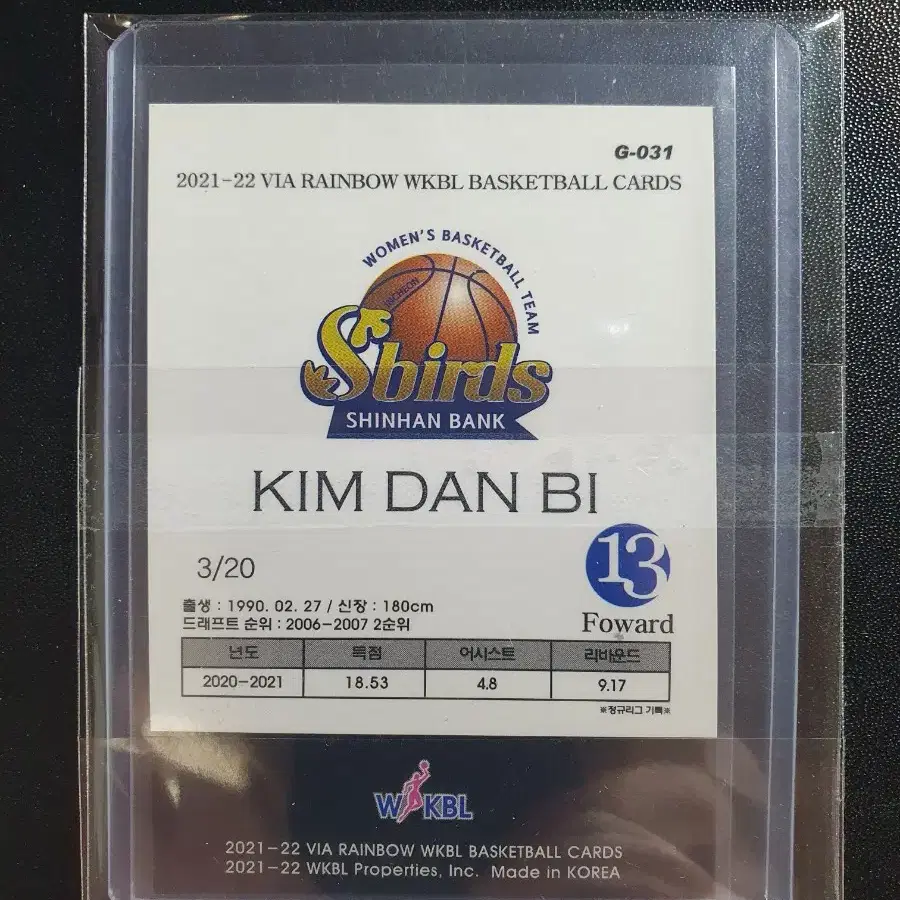 G-031
2021-22 VIA RAINBOW WKBL BASKETBALL CARDS
WOMEN'S BASKETBALL TEAM
INCHEON
Sbirds
SHINHAN BANK
KIM DAN BI
3/20
13
출생 : 1990. 02. 27 / 신장 : 180cm
드래프트 순위 : 2006-2007 2순위
Foward
년도 득점 어시스트 리바운드
2020-2021 18.53 4.8 9.17
※정규리그 기록※
WKBL
2021-22 VIA RAINBOW WKBL BASKETBALL CARDS
2021-22 WKBL Properties, Inc. Made in KOREA